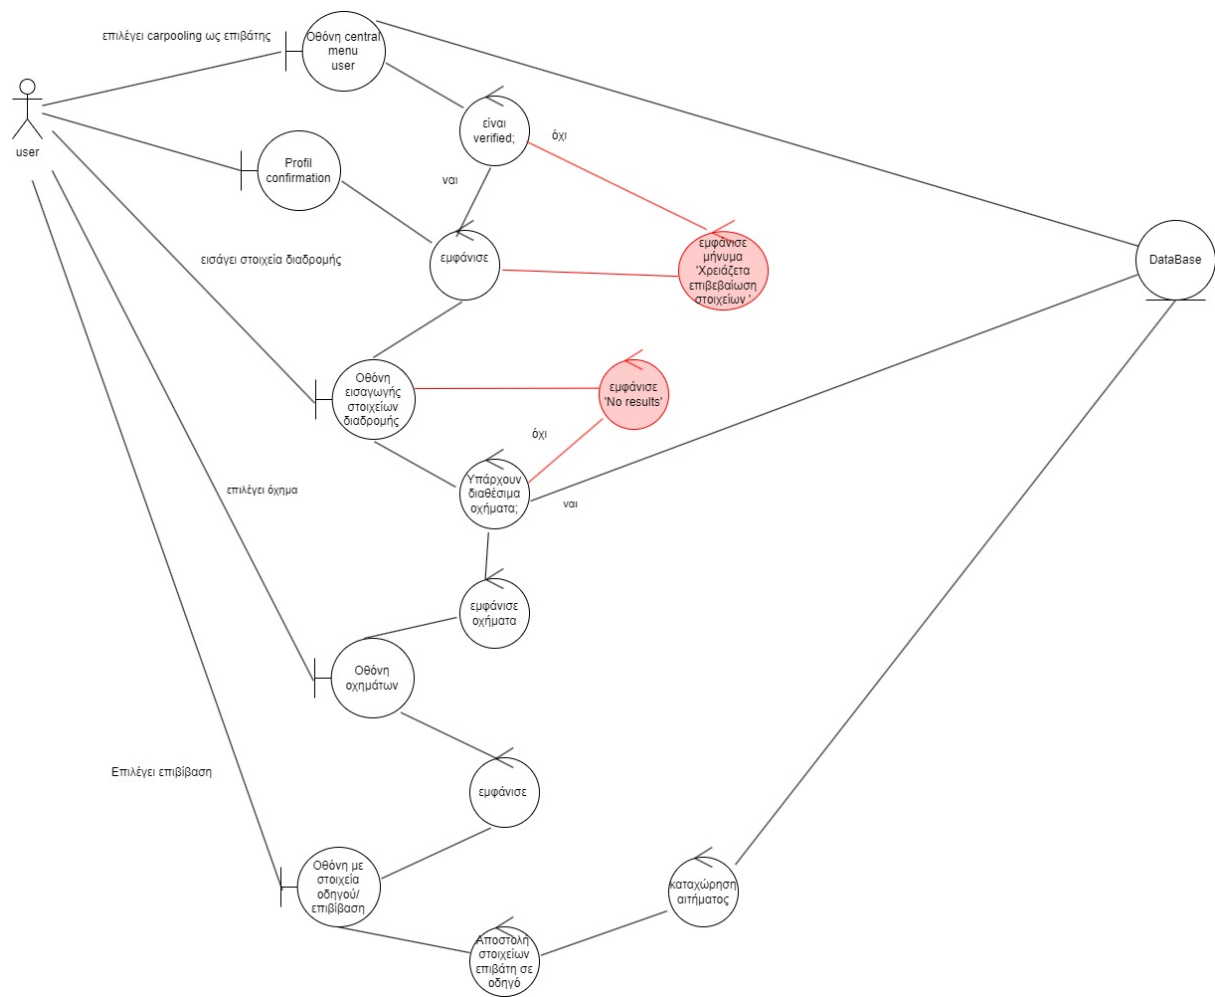 επιλέγει carpooling ως επιβάτης
Οθόνη central
menu
user
είναι
verified;
όχι
user
Profil
confirmation
ναι
εμφάνισε
μήνυμα
'Χρειάζετα
επιβεβαίωση
στοιχείων '
εισάγει στοιχεία διαδρομής
εμφάνισε
DataBase
Οθόνη
εισαγωγής
στοιχείων
διαδρομής
εμφάνισε
'No results'
όχι
Υπάρχουν
διαθέσιμα
οχήματα;
ναι
επιλέγει όχημα
εμφάνισε
οχήματα
Οθόνη
οχημάτων
Επιλέγει επιβίβαση
εμφάνισε
Οθόνη με
στοιχεία
οδηγού/
επιβίβαση
καταχώρηση
αιτήματος
Αποστολή
στοιχείων
επιβάτη σε
οδηγό